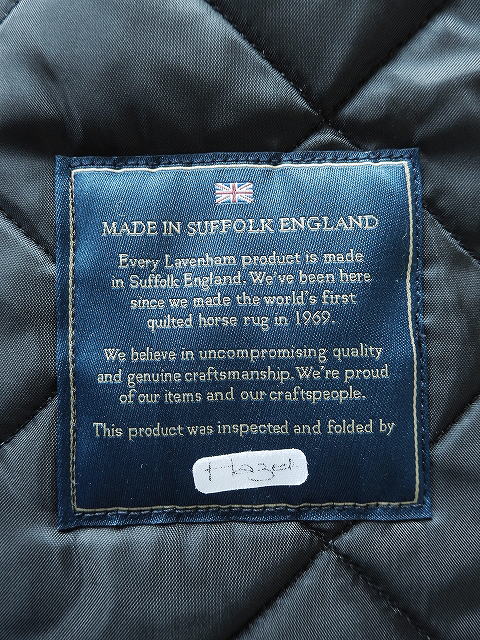 MADE IN SUFFOLK ENGLAND
Every Lavenham product is made
in Suffolk England. We've been here
since we made the world's first
quilted horse rug in 1969.
We believe in uncompromising quality
and genuine craftsmanship. We're proud
of our items and our craftspeople.
This product was inspected and folded by
Hazel